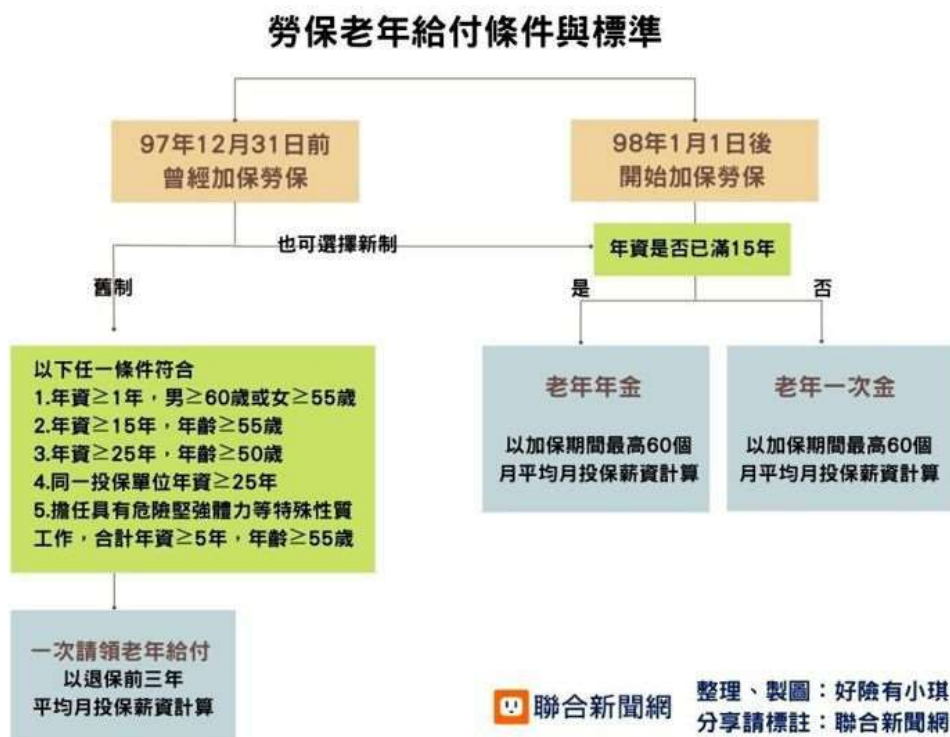 勞保老年給付條件與標準
97年12月31日前
曾經加保勞保
98年1月1日後
開始加保勞保
也可選擇新制
年資是否已滿15年
舊制
是
否
以下任一條件符合
1.年資≥1年，男≥60歲或女≥55歲
2.年資≥15年，年齡≥55歲
3.年資≥25年，年齡≥50歲
4.同一投保單位年資≥25年
5.擔任具有危險堅強體力等特殊性質
工作，合計年資≥5年，年齡≥55歲
老年年金
以加保期間最高60個
月平均月投保薪資計算
老年一次金
以加保期間最高60個
月平均月投保薪資計算
一次請領老年給付
以退保前三年
平均月投保薪資計算
聯合新聞網
整理、製圖：好險有小琪
分享請標註：聯合新聞網